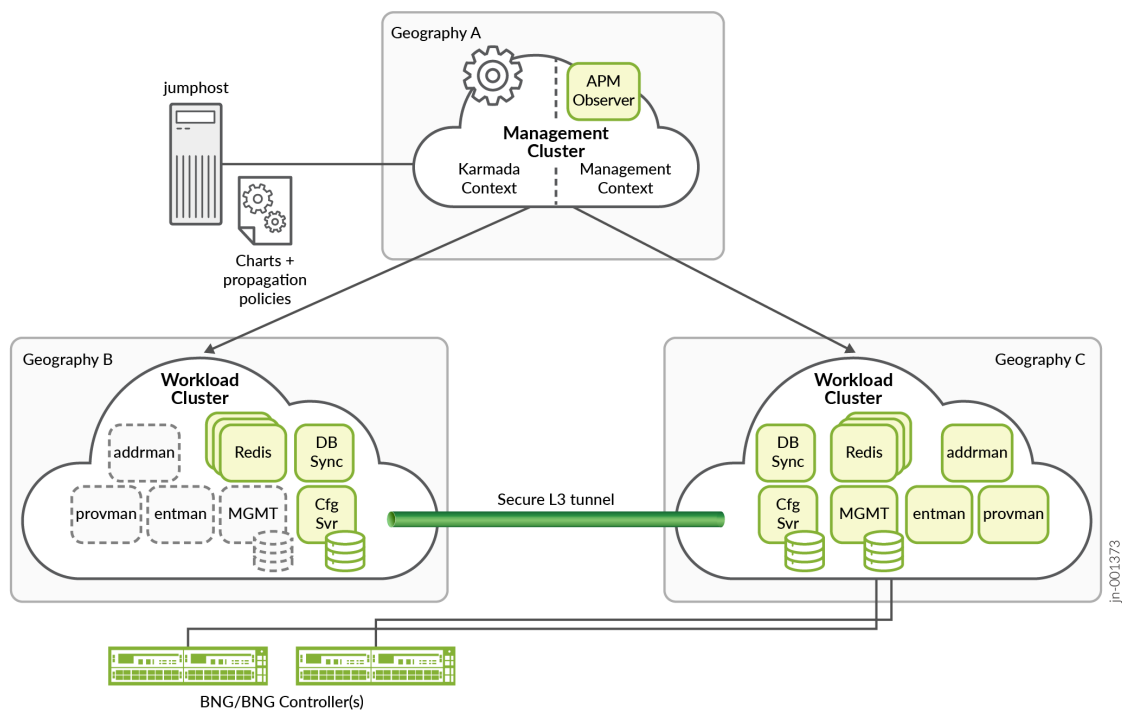 Geography A
jumphost
APM
Observer
Management
Cluster
Karmada
Context
Management
Context
Charts +
propagation
policies
Geography B
Workload
Cluster
addrman
Redis
DB
Sync
provman
entman
MGMT
Cfg
Svr
Secure L3 tunnel
Geography C
Workload
Cluster
DB
Sync
Redis
addrman
Cfg
Svr
MGMT
entman
provman
jn-001373
BNG/BNG Controller(s)